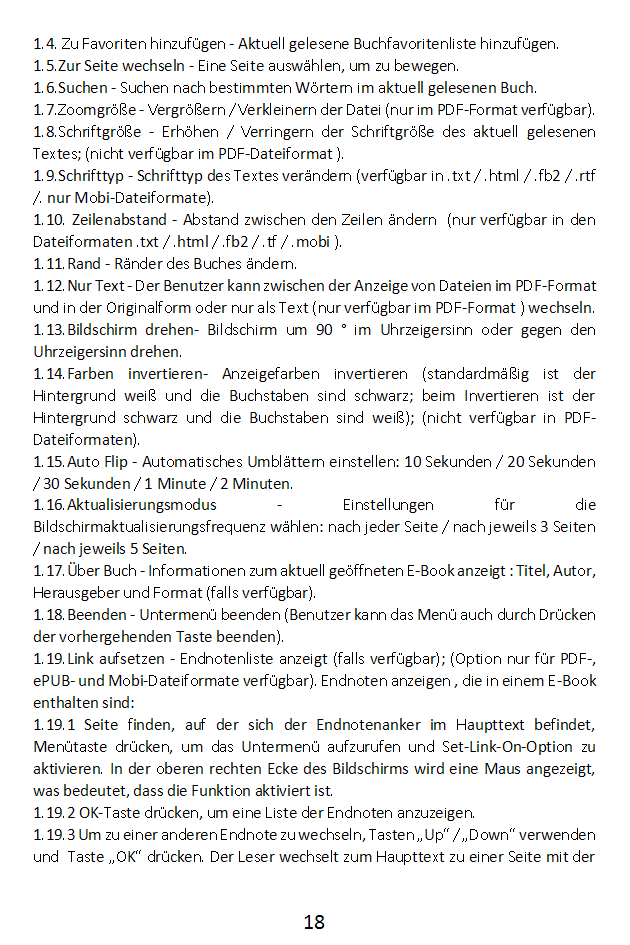 1.4. Zu Favoriten hinzufügen - Aktuell gelesene Buchfavoritenliste hinzufügen.
1.5.Zur Seite wechseln - Eine Seite auswählen, um zu bewegen.
1.6.Suchen - Suchen nach bestimmten Wörtern im aktuell gelesenen Buch.
1.7.Zoomgröße - Vergrößern / Verkleinern der Datei (nur im PDF-Format verfügbar).
1.8.Schriftgröße - Erhöhen / Verringern der Schriftgröße des aktuell gelesenen
Textes; (nicht verfügbar im PDF-Dateiformat ).
1.9.Schrifttyp - Schrifttyp des Textes verändern (verfügbar in .txt / .html / .fb2 / .rtf
/. nur Mobi-Dateiformate).
1.10. Zeilenabstand - Abstand zwischen den Zeilen ändern (nur verfügbar in den
Dateiformaten .txt / .html / .fb2 / .tf / .mobi ).
1.11.Rand - Ränder des Buches ändern.
1.12.Nur Text - Der Benutzer kann zwischen der Anzeige von Dateien im PDF-Format
und in der Originalform oder nur als Text (nur verfügbar im PDF-Format ) wechseln.
1.13.Bildschirm drehen- Bildschirm um 90 ° im Uhrzeigersinn oder gegen den
Uhrzeigersinn drehen.
1.14.Farben invertieren- Anzeigefarben invertieren (standardmäßig ist der
Hintergrund weiß und die Buchstaben sind schwarz; beim Invertieren ist der
Hintergrund schwarz und die Buchstaben sind weiß); (nicht verfügbar in PDF-
Dateiformaten).
1.15.Auto Flip - Automatisches Umblättern einstellen: 10 Sekunden / 20 Sekunden
/ 30 Sekunden / 1 Minute / 2 Minuten.
1.16.Aktualisierungsmodus - Einstellungen für die
Bildschirmaktualisierungsfrequenz wählen: nach jeder Seite / nach jeweils 3 Seiten
/ nach jeweils 5 Seiten.
1.17.Über Buch - Informationen zum aktuell geöffneten E-Book anzeigt : Titel, Autor,
Herausgeber und Format (falls verfügbar).
1.18.Beenden - Untermenü beenden (Benutzer kann das Menü auch durch Drücken
der vorhergehenden Taste beenden).
1.19.Link aufsetzen - Endnotenliste anzeigt (falls verfügbar); (Option nur für PDF-,
ePUB- und Mobi-Dateiformate verfügbar). Endnoten anzeigen , die in einem E-Book
enthalten sind:
1.19.1 Seite finden, auf der sich der Endnotenanker im Haupttext befindet,
Menütaste drücken, um das Untermenü aufzurufen und Set-Link-On-Option zu
aktivieren. In der oberen rechten Ecke des Bildschirms wird eine Maus angezeigt,
was bedeutet, dass die Funktion aktiviert ist.
1.19.2 OK-Taste drücken, um eine Liste der Endnoten anzuzeigen.
1.19.3 Um zu einer anderen Endnote zu wechseln, Tasten „Up“ / „Down“ verwenden
und Taste „OK“ drücken. Der Leser wechselt zum Haupttext zu einer Seite mit der
18